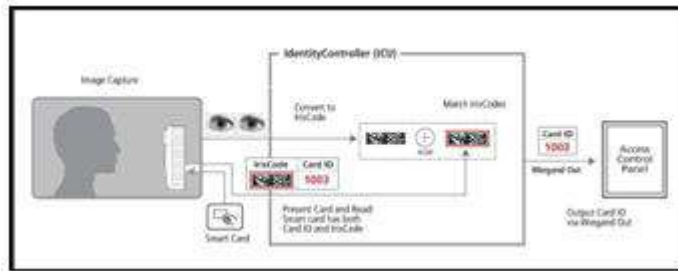 IdentityController (ICU)
Image Capture
Convert to
IrisCode
Match IrisCodes
IrisCode
Card ID
1003
Card ID
1003
Wiegand Out
Access
Control
Panel
Present Card and Read
Smart card has both
Card ID and IrisCode
Smart Card
Output Card ID
via Wiegand Out